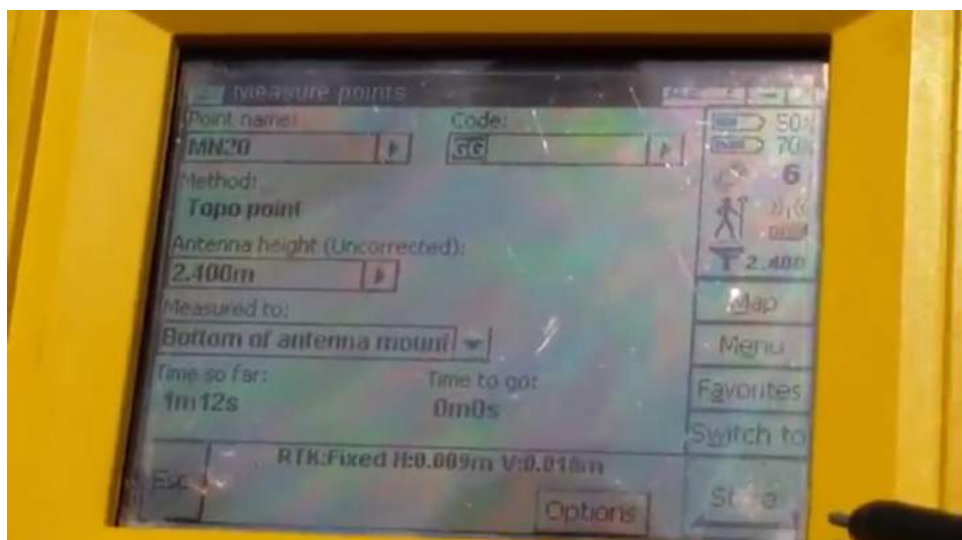 Measure points
Point name: Code:
MN20 GG
Method:
Topo point
Antenna height (Uncorrected):
2.400m
Measured to:
Bottom of antenna mount
Time so far: Time to go:
1m12s 0m0s
RTK:Fixed H:0.009m V:0.016m
Esc
Options
50%
70%
6
2.400
Map
Menu
Favorites
Switch to
Store